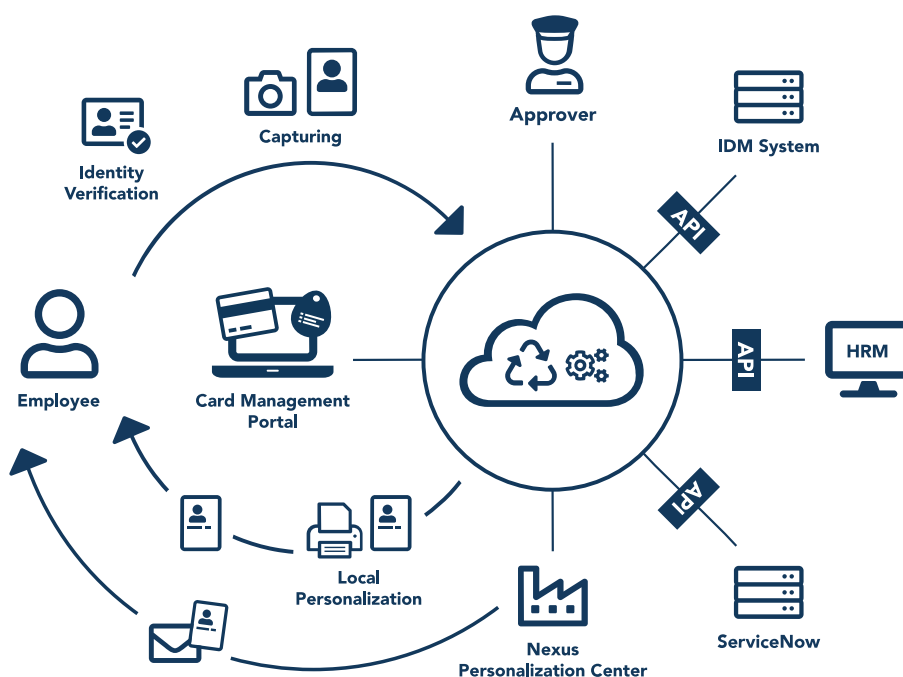 Approver
Capturing
IDM System
Identity
Verification
API
API
HRM
Employee
Card Management
Portal
API
Local
Personalization
Nexus
Personalization Center
ServiceNow